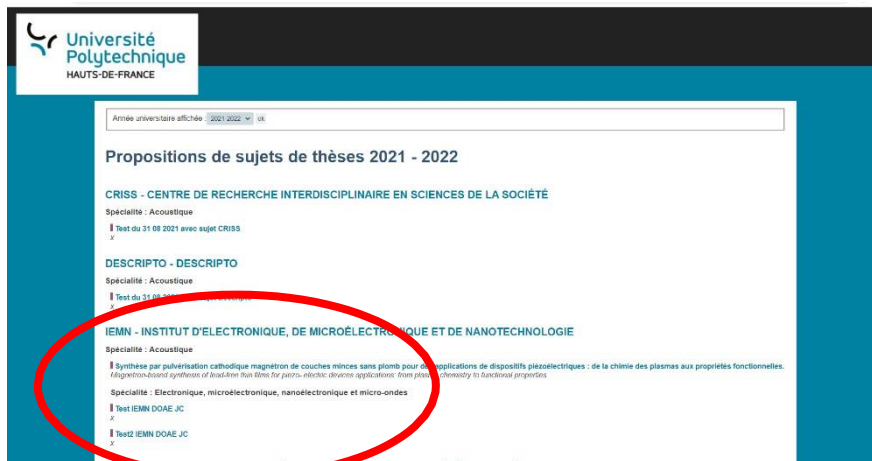 Université
Polytechnique
HAUTS-DE-FRANCE
Année universitaire affichée : 2021 2022 ok
Propositions de sujets de thèses 2021 - 2022
CRISS - CENTRE DE RECHERCHE INTERDISCIPLINAIRE EN SCIENCES DE LA SOCIÉTÉ
Spécialité : Acoustique
Test du 31 08 2021 avec sujet CRISS
x
DESCRIPTO - DESCRIPTO
Spécialité : Acoustique
Test du 31 08
x
IEMN - INSTITUT D'ELECTRONIQUE, DE MICROÉLECTRONIQUE ET DE NANOTECHNOLOGIE
Spécialité : Acoustique
Synthèse par pulvérisation cathodique magnétron de couches minces sans plomb pour des applications de dispositifs piézoélectriques : de la chimie des plasmas aux propriétés fonctionnelles.
Magnetron-based synthesis of lead-free thin films for piezo- electric devices applications: from plasma chemistry to functional properties
Spécialité : Electronique, microélectronique, nanoélectronique et micro-ondes
Test IEMN DOAE JC
x
Test2 IEMN DOAE JC
x